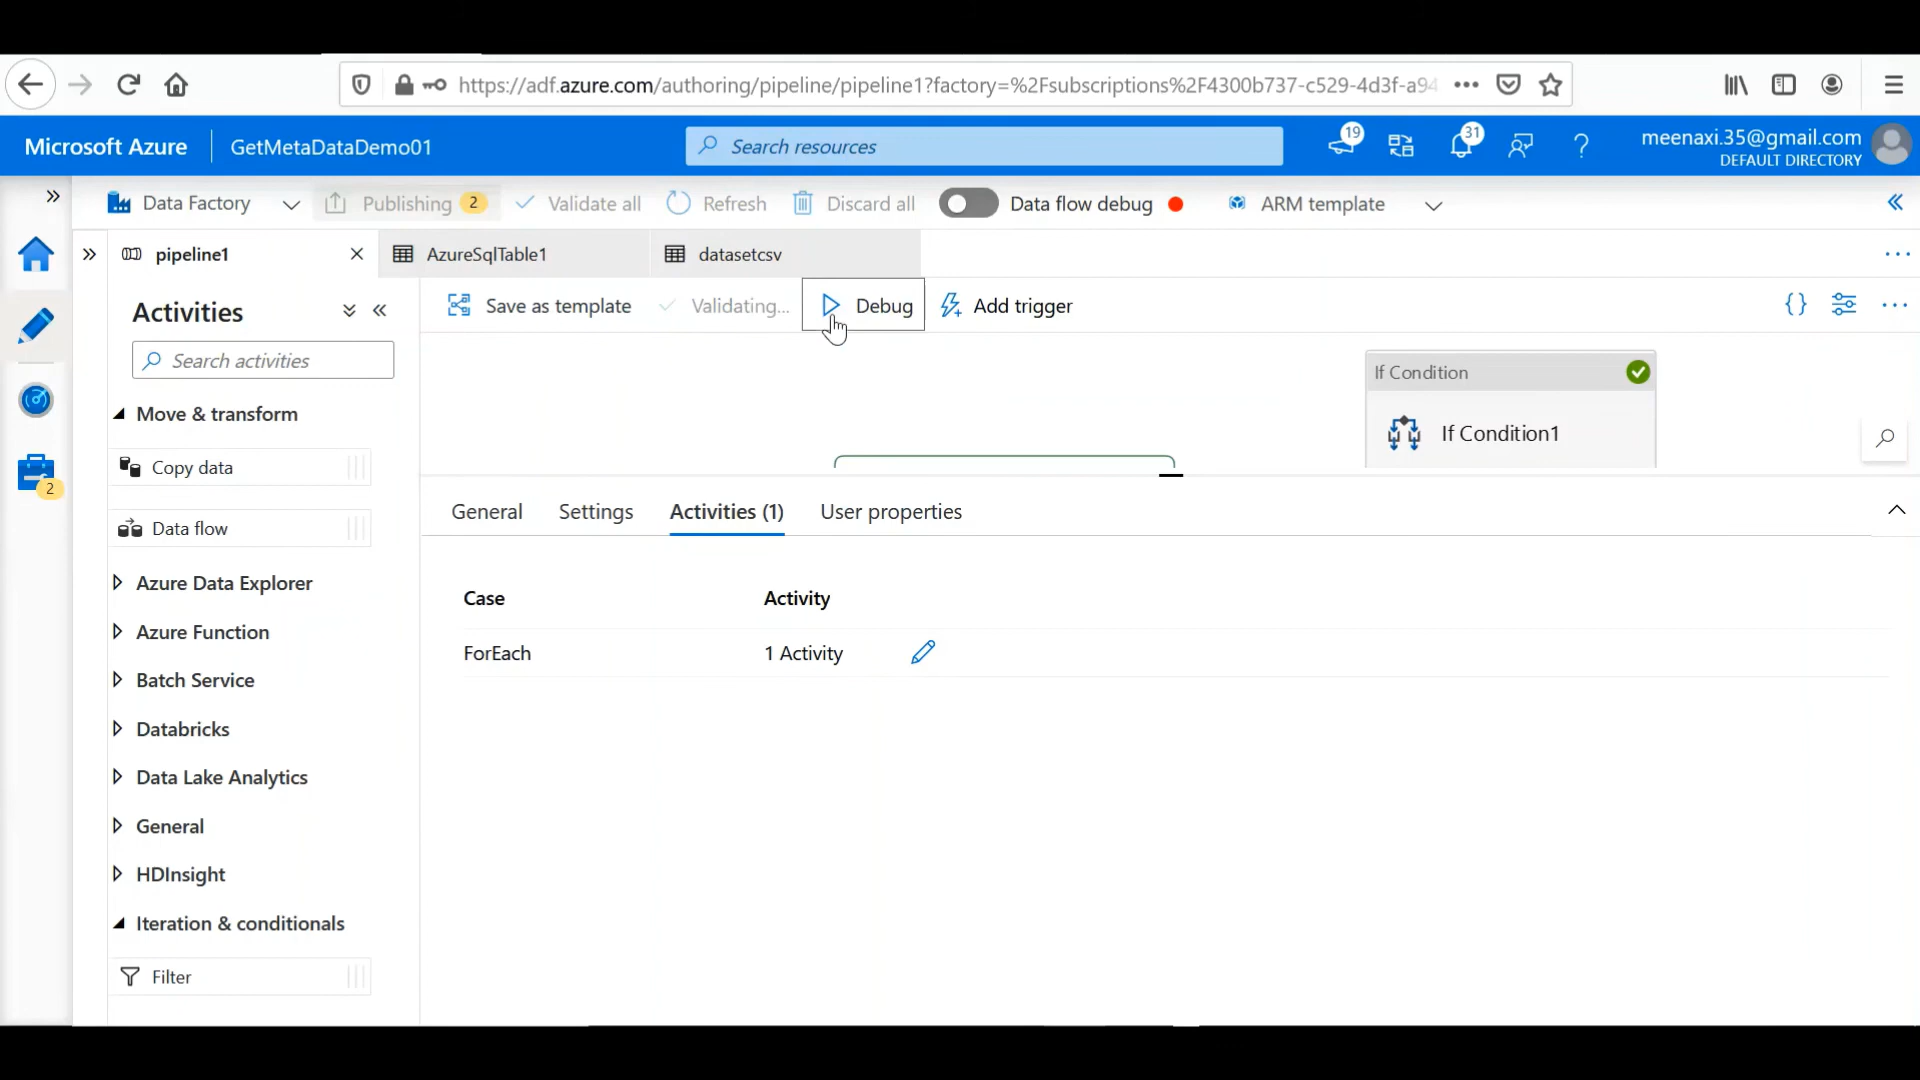 https://adf.azure.com/authoring/pipeline/pipeline1?factory=%2Fsubscriptions%2F4300b737-c529-4d3f-a94
Microsoft Azure
GetMetaDataDemo01
Search resources
19
31
meenaxi.35@gmail.com
DEFAULT DIRECTORY
Data Factory
Publishing 2
Validate all
Refresh
Discard all
Data flow debug
ARM template
pipeline1
AzureSqlTable1
datasetcsv
Activities
Save as template
Validating...
Debug
Add trigger
Search activities
If Condition
If Condition1
Move & transform
Copy data
2
General
Settings
Activities (1)
User properties
Data flow
Azure Data Explorer
Case
Activity
Azure Function
ForEach
1 Activity
Batch Service
Databricks
Data Lake Analytics
General
HDInsight
Iteration & conditionals
Filter